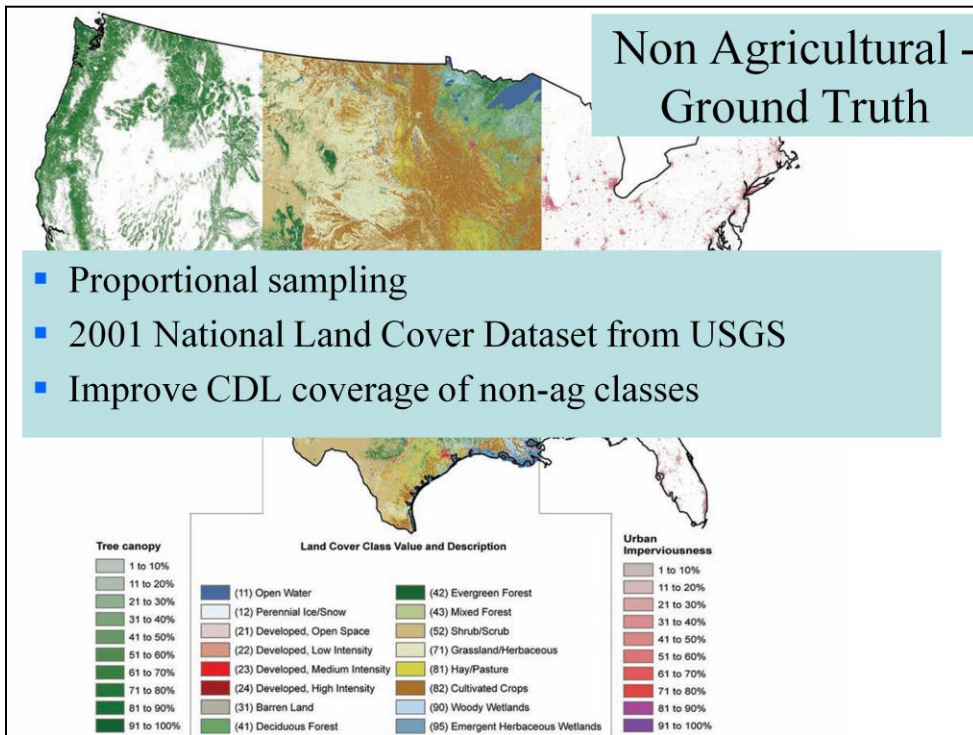 Non Agricultural -
Ground Truth
Proportional sampling
2001 National Land Cover Dataset from USGS
Improve CDL coverage of non-ag classes
Tree canopy
1 to 10%
11 to 20%
21 to 30%
31 to 40%
41 to 50%
51 to 60%
61 to 70%
71 to 80%
81 to 90%
91 to 100%
Land Cover Class Value and Description
(11) Open Water
(12) Perennial Ice/Snow
(21) Developed, Open Space
(22) Developed, Low Intensity
(23) Developed, Medium Intensity
(24) Developed, High Intensity
(31) Barren Land
(41) Deciduous Forest
(42) Evergreen Forest
(43) Mixed Forest
(52) Shrub/Scrub
(71) Grassland/Herbaceous
(81) Hay/Pasture
(82) Cultivated Crops
(90) Woody Wetlands
(95) Emergent Herbaceous Wetlands
Urban
Imperviousness
1 to 10%
11 to 20%
21 to 30%
31 to 40%
41 to 50%
51 to 60%
61 to 70%
71 to 80%
81 to 90%
91 to 100%